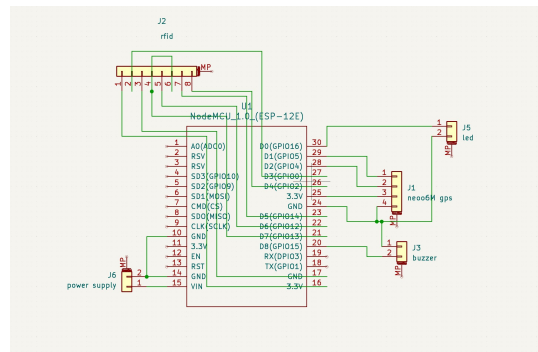 J2
rfid
MP
1 2 3 4 5 6 7 8
U1
NodeMCU_1.0_(ESP-12E)
1 A0(ADC0) D0(GPIO16) 30
2 RSV D1(GPIO5) 29
3 RSV D2(GPIO4) 28
4 SD3(GPIO10) D3(GPIO0) 27
5 SD2(GPIO9) D4(GPIO2) 26
6 SD1(MOSI) 3.3V 25
7 CMD(CS) GND 24
8 SDO(MISO) D5(GPIO14) 23
9 CLK(SCLK) D6(GPIO12) 22
10 GND D7(GPIO13) 21
11 3.3V D8(GPIO15) 20
12 EN RX(DPIO3) 19
13 RST TX(GPIO1) 18
14 GND GND 17
15 VIN 3.3V 16
1
2
J5
led
MP
1
2
3
4
J1
neoo6M gps
MP
1
2
J3
buzzer
MP
MP
J6
power supply
2
1